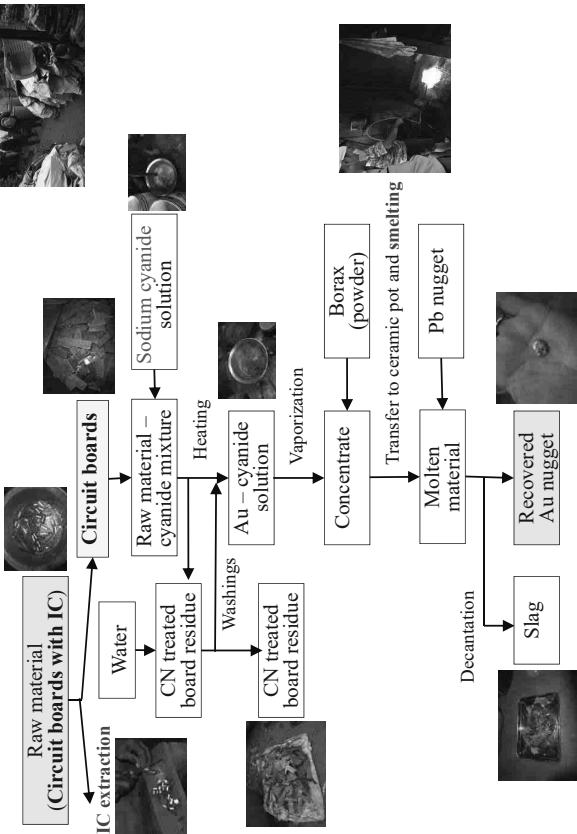 Raw material
(Circuit boards with IC)
IC extraction
Circuit boards
Sodium cyanide
solution
Raw material –
cyanide mixture
Heating
Water
CN treated
board residue
Washings
CN treated
board residue
Au – cyanide
solution
Vaporization
Borax
(powder)
Concentrate
Transfer to ceramic pot and smelting
Pb nugget
Molten
material
Decantation
Slag
Recovered
Au nugget